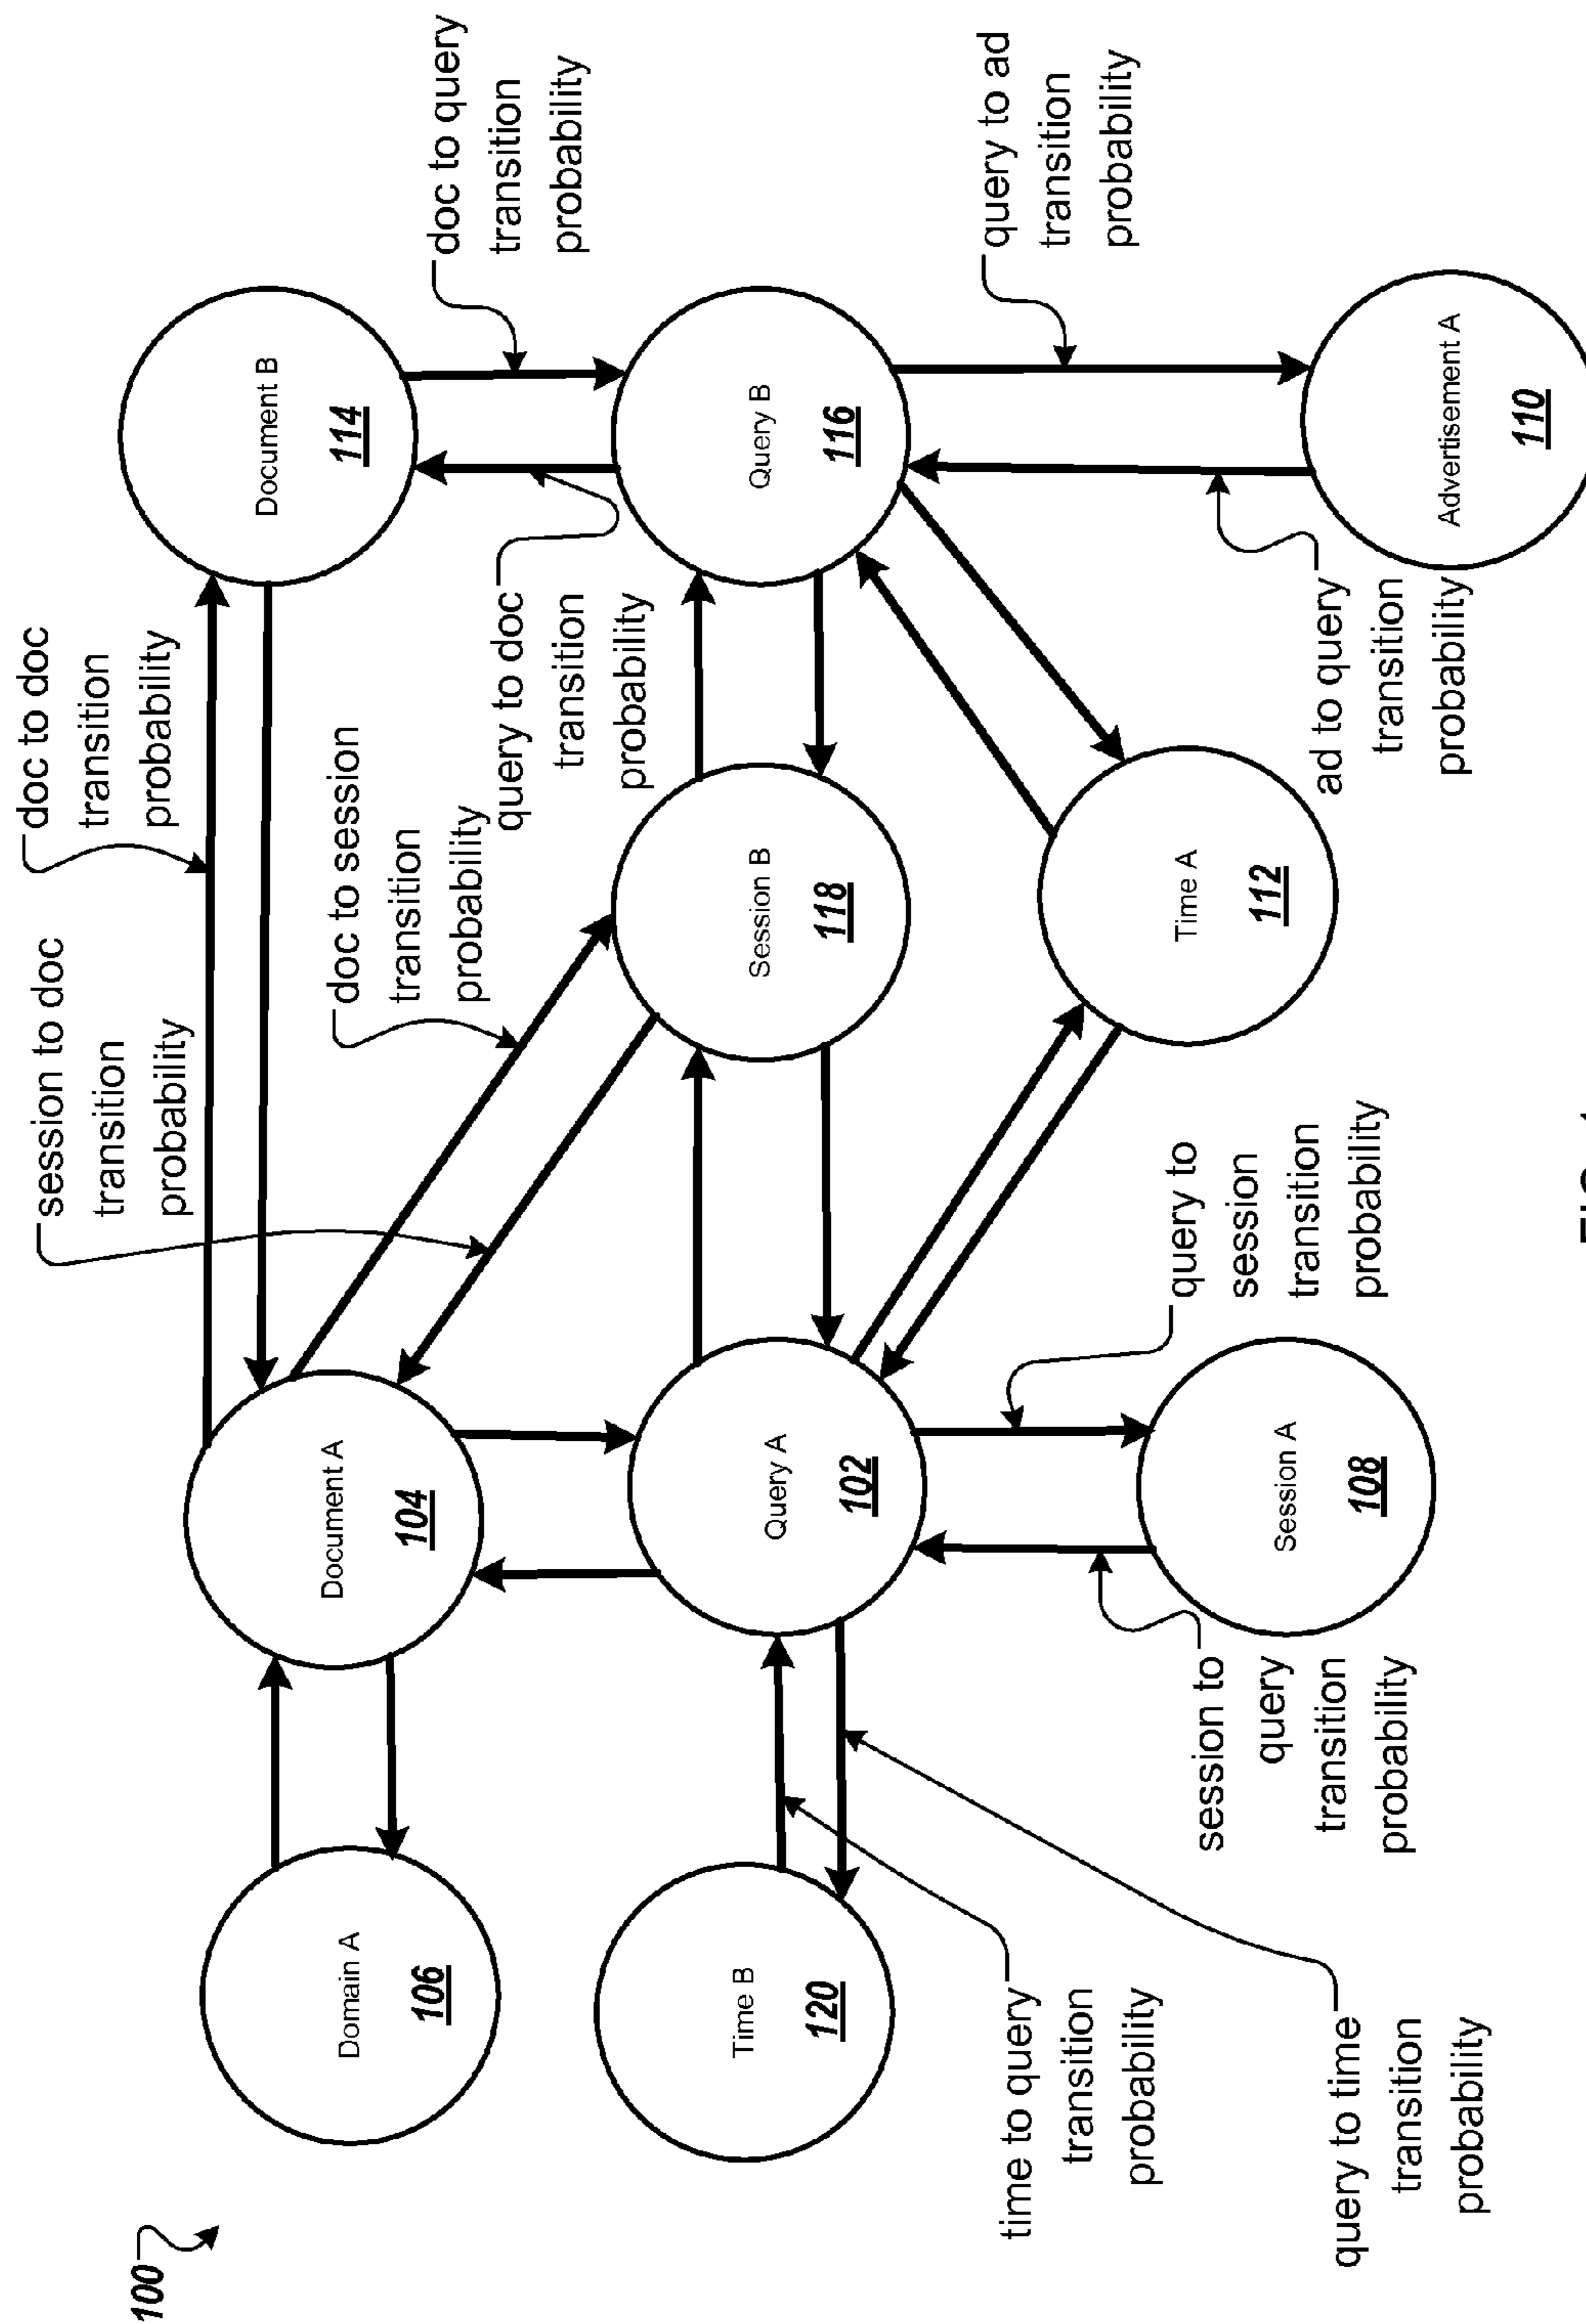 100
session to doc
transition
probability
doc to doc
transition
probability
doc to session
transition
probability
query to doc
transition
probability
doc to query
transition
probability
Domain A
106
Document A
104
Document B
114
Time B
120
Query A
102
Session B
118
Query B
116
Session A
108
Time A
112
Advertisement A
110
time to query
transition
probability
query to time
transition
probability
session to
query
transition
probability
query to
session
transition
probability
ad to query
transition
probability
query to ad
transition
probability